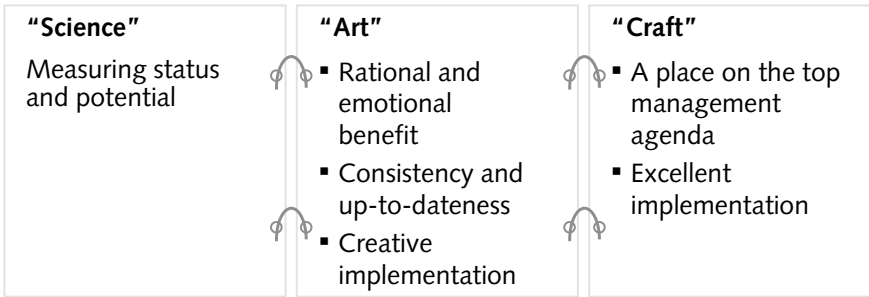 “Science”
Measuring status
and potential
“Art”
▪ Rational and
emotional
benefit
▪ Consistency and
up-to-dateness
▪ Creative
implementation
“Craft”
▪ A place on the top
management
agenda
▪ Excellent
implementation